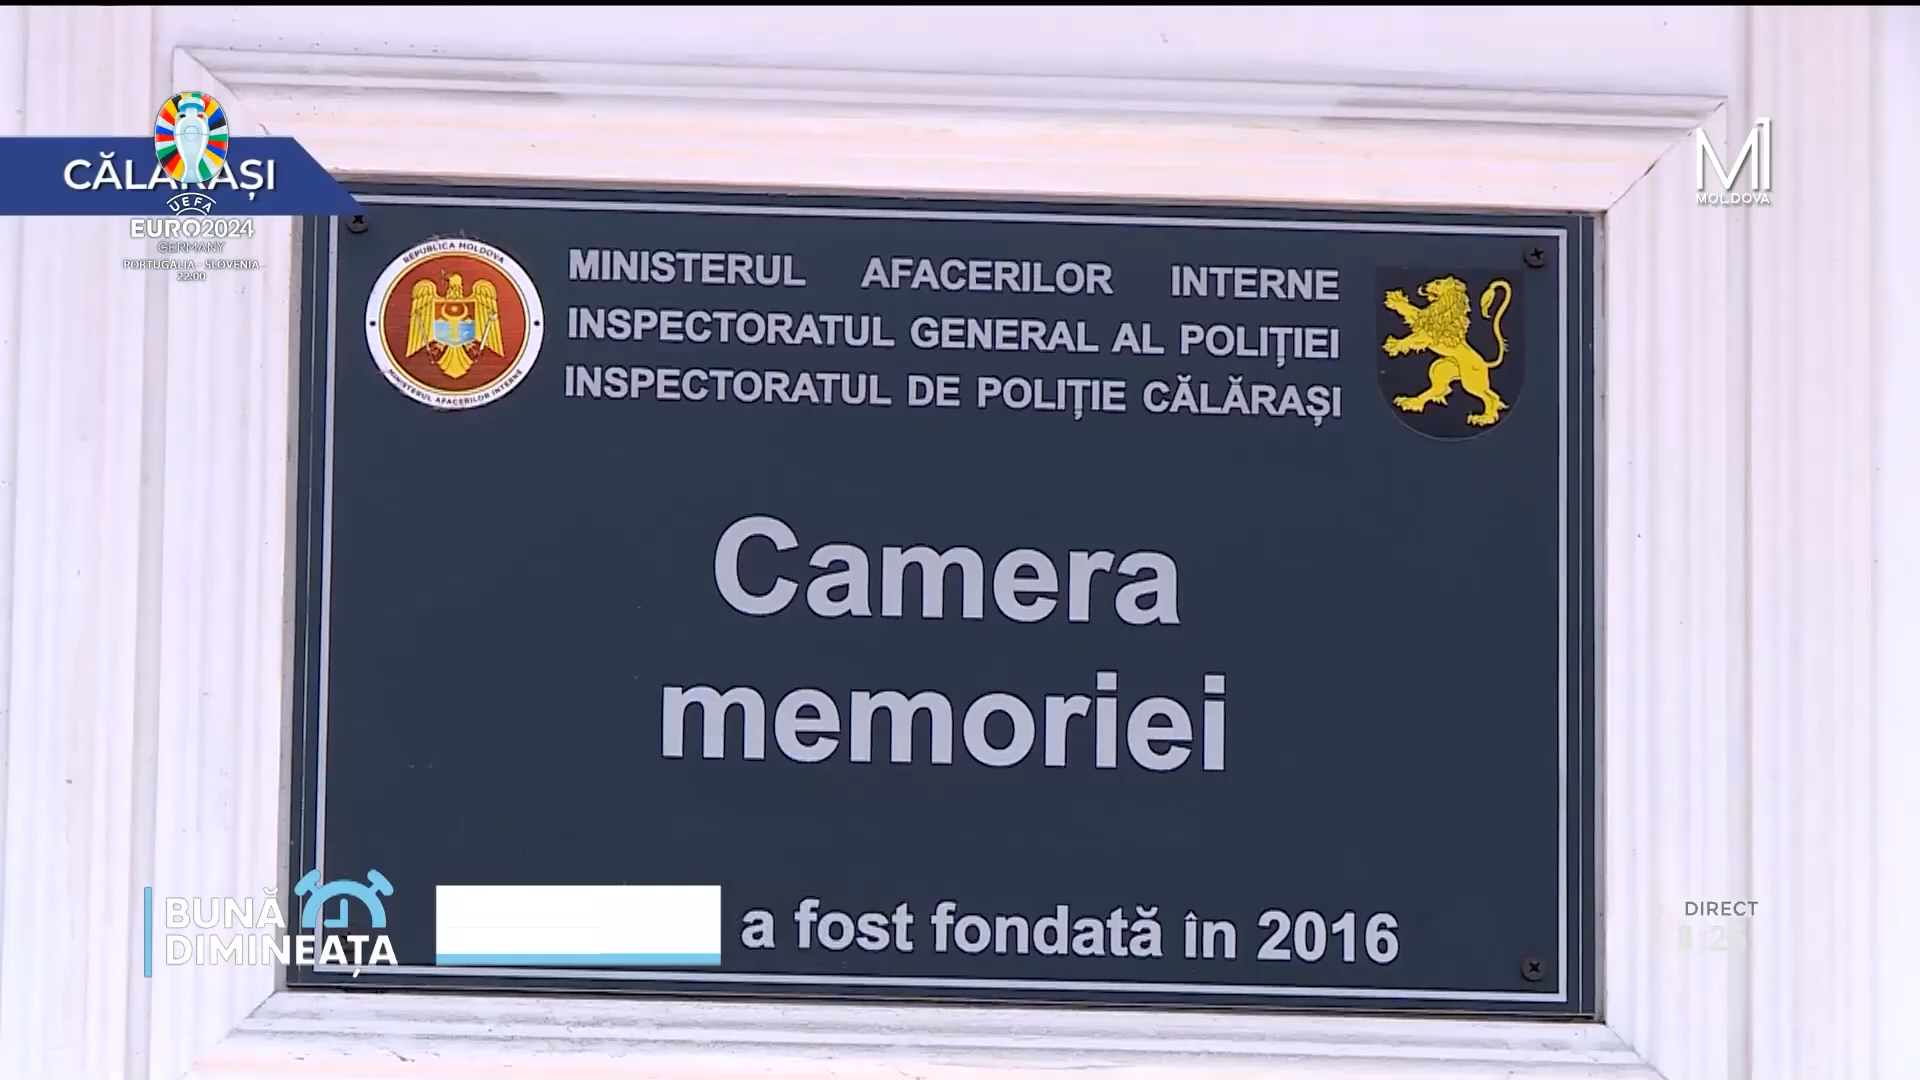 CĂLĂRAȘI
UEFA
EURO2024
GERMANY
PORTUGALIA - SLOVENIA
22:00
M1
MOLDOVA
REPUBLICA MOLDOVA
MINISTERUL AFACERILOR INTERNE
MINISTERUL AFACERILOR INTERNE
INSPECTORATUL GENERAL AL POLIȚIEI
INSPECTORATUL DE POLIȚIE CĂLĂRAȘI
Camera
memoriei
a fost fondată în 2016
BUNĂ
DIMINEAȚA
DIRECT